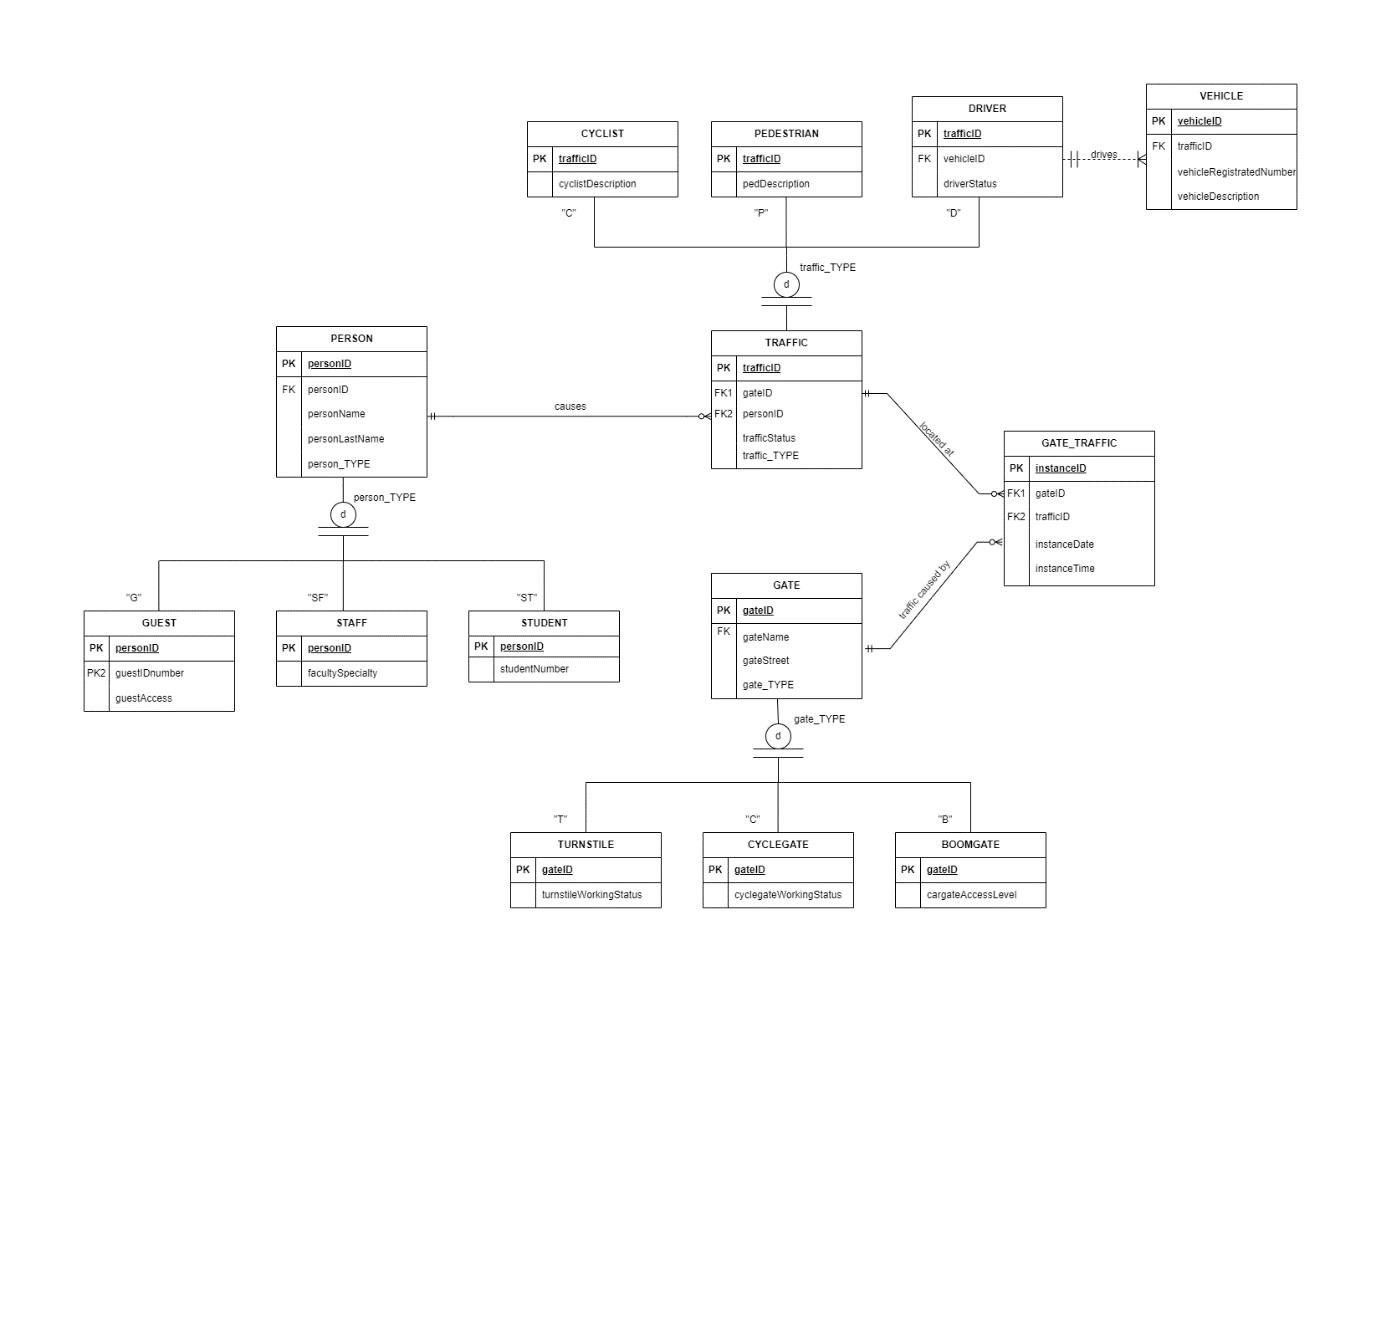 VEHICLE
PK vehicleID
FK trafficID
vehicleRegistratedNumber
vehicleDescription
DRIVER
PK trafficID
FK vehicleID
driverStatus
drives
CYCLIST
PK trafficID
cyclistDescription
PEDESTRIAN
PK trafficID
pedDescription
"C"
"P"
"D"
traffic_TYPE
d
PERSON
PK personID
FK personID
personName
personLastName
person_TYPE
causes
TRAFFIC
PK trafficID
FK1 gateID
FK2 personID
trafficStatus
traffic_TYPE
located at
GATE_TRAFFIC
PK instanceID
FK1 gateID
FK2 trafficID
instanceDate
instanceTime
person_TYPE
d
traffic caused by
"G"
"SF"
"ST"
GUEST
PK personID
PK2 guestIDnumber
guestAccess
STAFF
PK personID
facultySpecialty
STUDENT
PK personID
studentNumber
GATE
PK gateID
FK
gateName
gateStreet
gate_TYPE
gate_TYPE
d
"T"
"C"
"B"
TURNSTILE
PK gateID
turnstileWorkingStatus
CYCLEGATE
PK gateID
cyclegateWorkingStatus
BOOMGATE
PK gateID
cargateAccessLevel